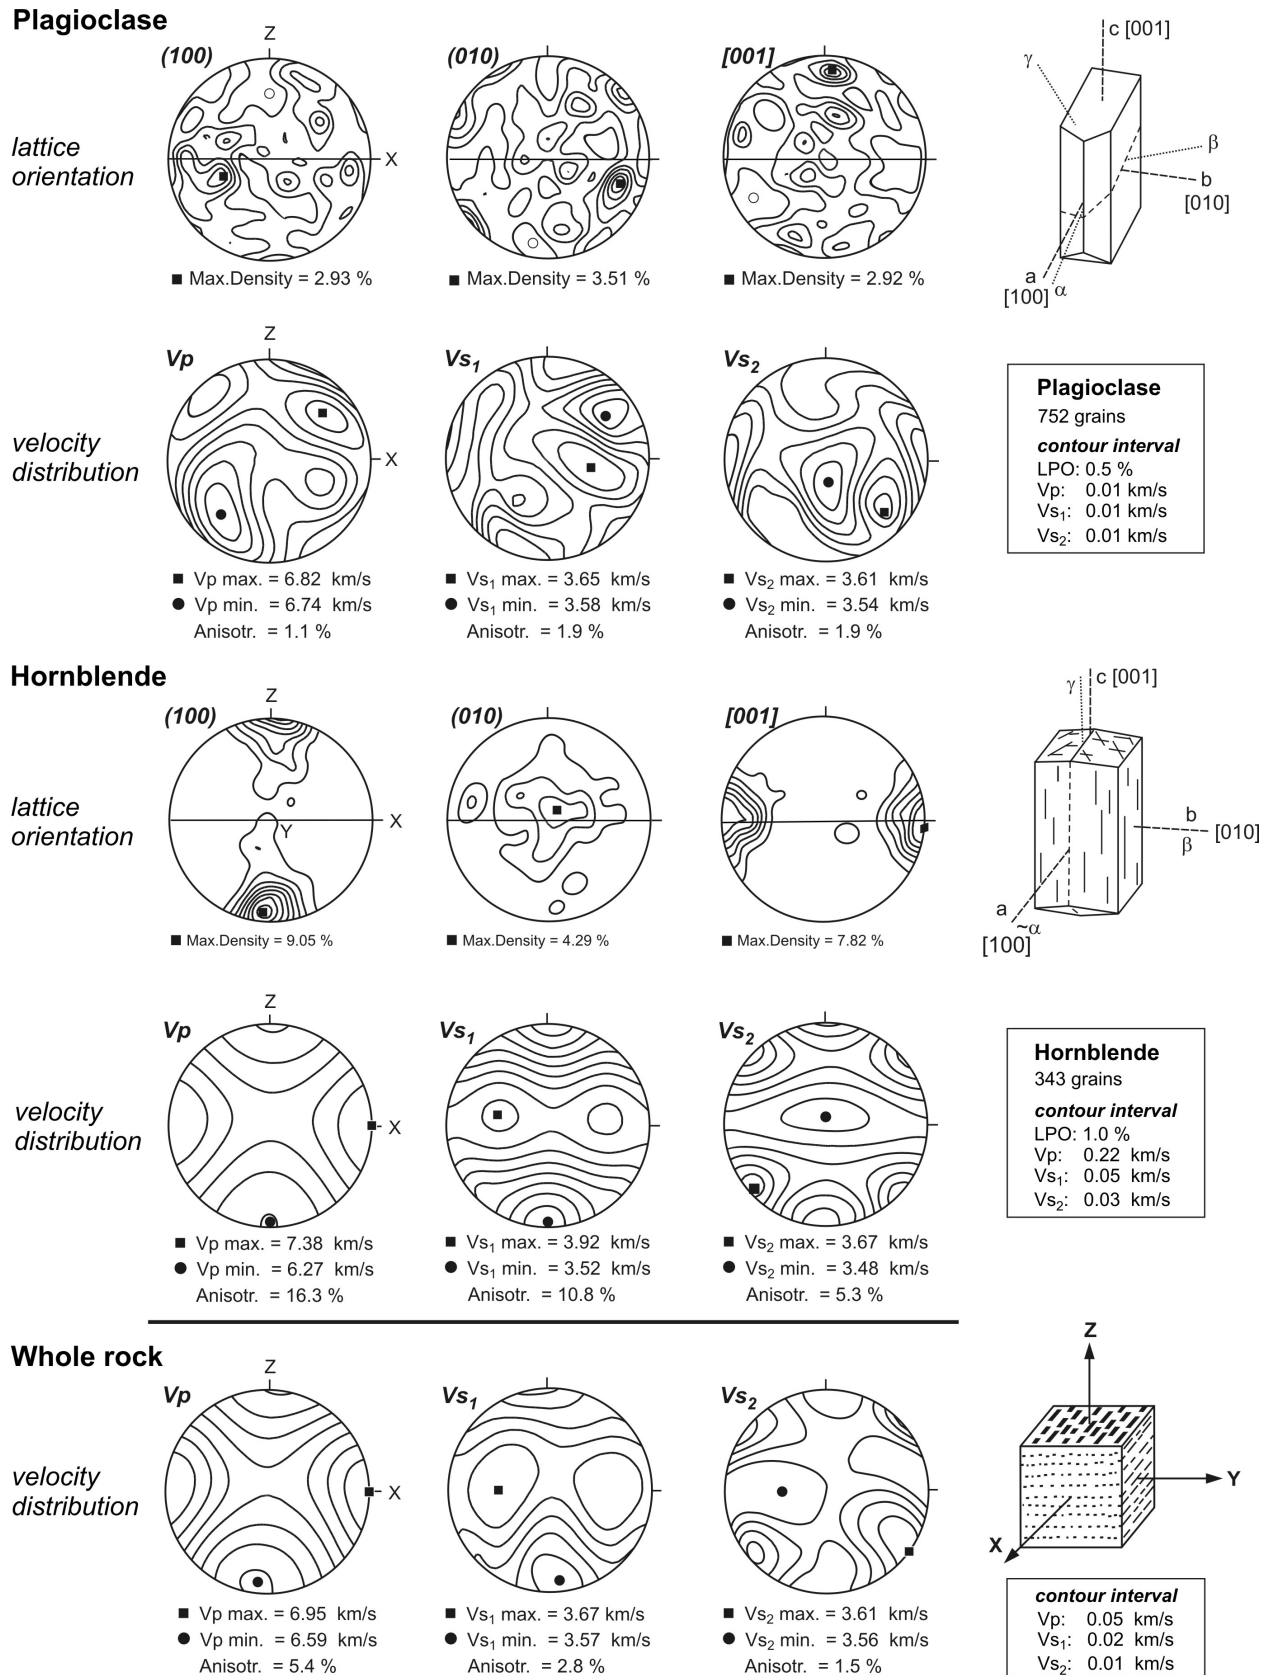 Plagioclase
(100)
Z
(010)
[001]
lattice
orientation
X
c [001]
γ
β
b
[010]
a
[100]
α
Max.Density = 2.93 %
Max.Density = 3.51 %
Max.Density = 2.92 %
Vp
Z
Vs1
Vs2
velocity
distribution
X
Plagioclase
752 grains
contour interval
LPO: 0.5 %
Vp: 0.01 km/s
Vs1: 0.01 km/s
Vs2: 0.01 km/s
Vp max. = 6.82 km/s
Vp min. = 6.74 km/s
Anisotr. = 1.1 %
Vs1 max. = 3.65 km/s
Vs1 min. = 3.58 km/s
Anisotr. = 1.9 %
Vs2 max. = 3.61 km/s
Vs2 min. = 3.54 km/s
Anisotr. = 1.9 %
Hornblende
(100)
Z
(010)
[001]
lattice
orientation
X
Y
γ
c [001]
b
[010]
β
a
[100]
~α
Max.Density = 9.05 %
Max.Density = 4.29 %
Max.Density = 7.82 %
Vp
Z
Vs1
Vs2
velocity
distribution
X
Hornblende
343 grains
contour interval
LPO: 1.0 %
Vp: 0.22 km/s
Vs1: 0.05 km/s
Vs2: 0.03 km/s
Vp max. = 7.38 km/s
Vp min. = 6.27 km/s
Anisotr. = 16.3 %
Vs1 max. = 3.92 km/s
Vs1 min. = 3.52 km/s
Anisotr. = 10.8 %
Vs2 max. = 3.67 km/s
Vs2 min. = 3.48 km/s
Anisotr. = 5.3 %
Whole rock
Vp
Z
Vs1
Vs2
velocity
distribution
X
Z
Y
X
contour interval
Vp: 0.05 km/s
Vs1: 0.02 km/s
Vs2: 0.01 km/s
Vp max. = 6.95 km/s
Vp min. = 6.59 km/s
Anisotr. = 5.4 %
Vs1 max. = 3.67 km/s
Vs1 min. = 3.57 km/s
Anisotr. = 2.8 %
Vs2 max. = 3.61 km/s
Vs2 min. = 3.56 km/s
Anisotr. = 1.5 %